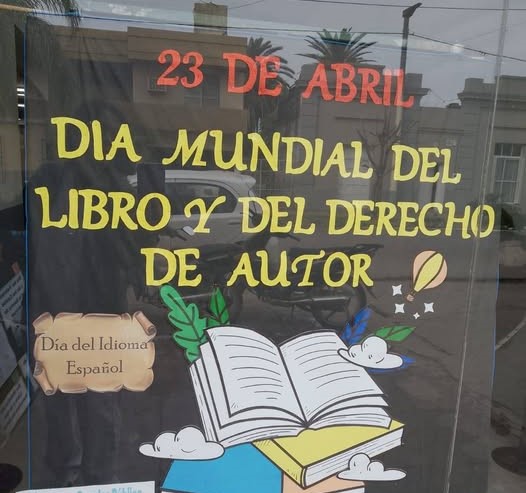 23 DE ABRIL
DIA MUNDIAL DEL
LIBRO Y DEL DERECHO
DE AUTOR
Día del Idioma
Español